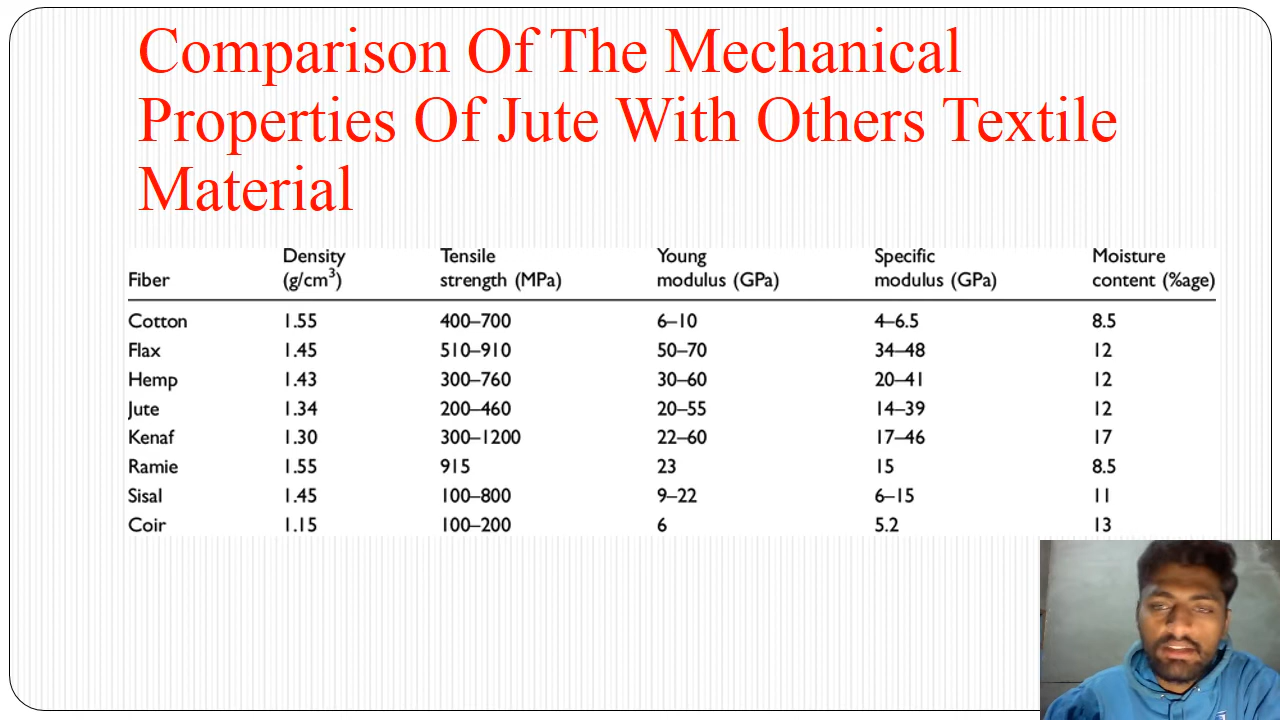 Comparison Of The Mechanical
Properties Of Jute With Others Textile
Material
Fiber Density (g/cm³) Tensile strength (MPa) Young modulus (GPa) Specific modulus (GPa) Moisture content (%age)
Cotton 1.55 400–700 6–10 4–6.5 8.5
Flax 1.45 510–910 50–70 34–48 12
Hemp 1.43 300–760 30–60 20–41 12
Jute 1.34 200–460 20–55 14–39 12
Kenaf 1.30 300–1200 22–60 17–46 17
Ramie 1.55 915 23 15 8.5
Sisal 1.45 100–800 9–22 6–15 11
Coir 1.15 100–200 6 5.2 13